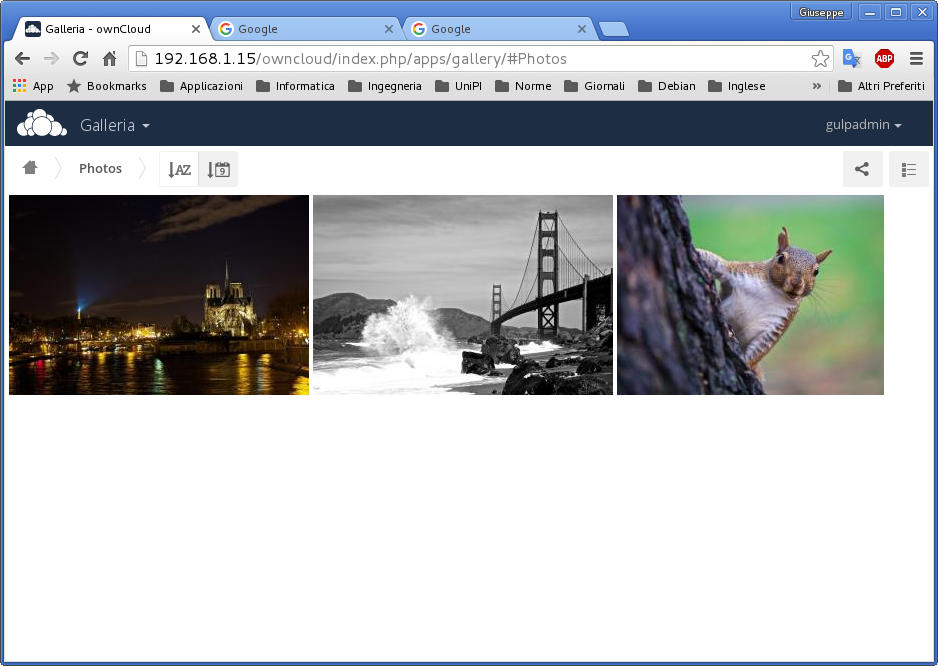 Giuseppe
Galleria - ownCloud Google Google
192.168.1.15/owncloud/index.php/apps/gallery/#Photos
App Bookmarks Applicazioni Informatica Ingegneria UniPI Norme Giornali Debian Inglese » Altri Preferiti
Galleria gulpadmin
Photos AZ 9